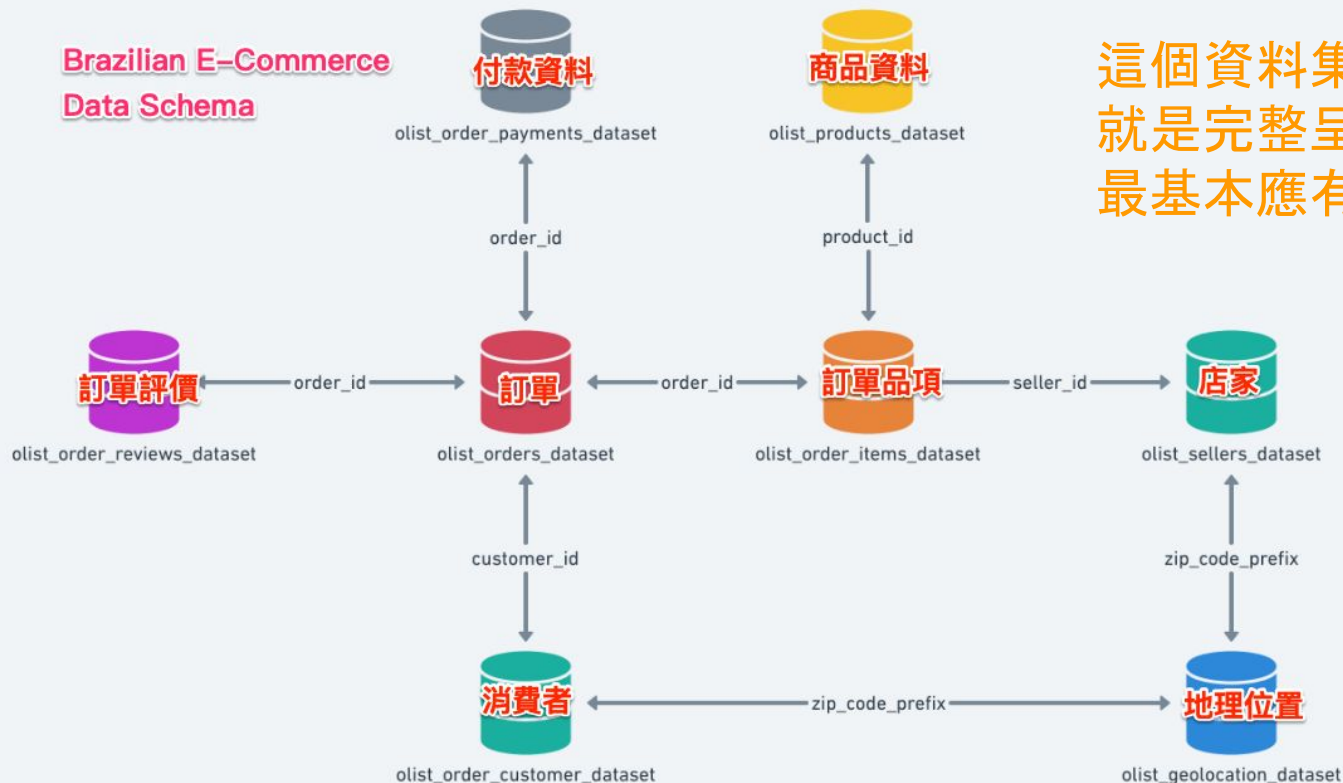 Brazilian E-Commerce
Data Schema
付款資料
商品資料
這個資料集
就是完整呈
最基本應有
olist_order_payments_dataset
olist_products_dataset
order_id
product_id
訂單評價
order_id
訂單
order_id
訂單品項
seller_id
店家
olist_order_reviews_dataset
olist_orders_dataset
olist_order_items_dataset
olist_sellers_dataset
customer_id
zip_code_prefix
消費者
zip_code_prefix
地理位置
olist_order_customer_dataset
olist_geolocation_dataset